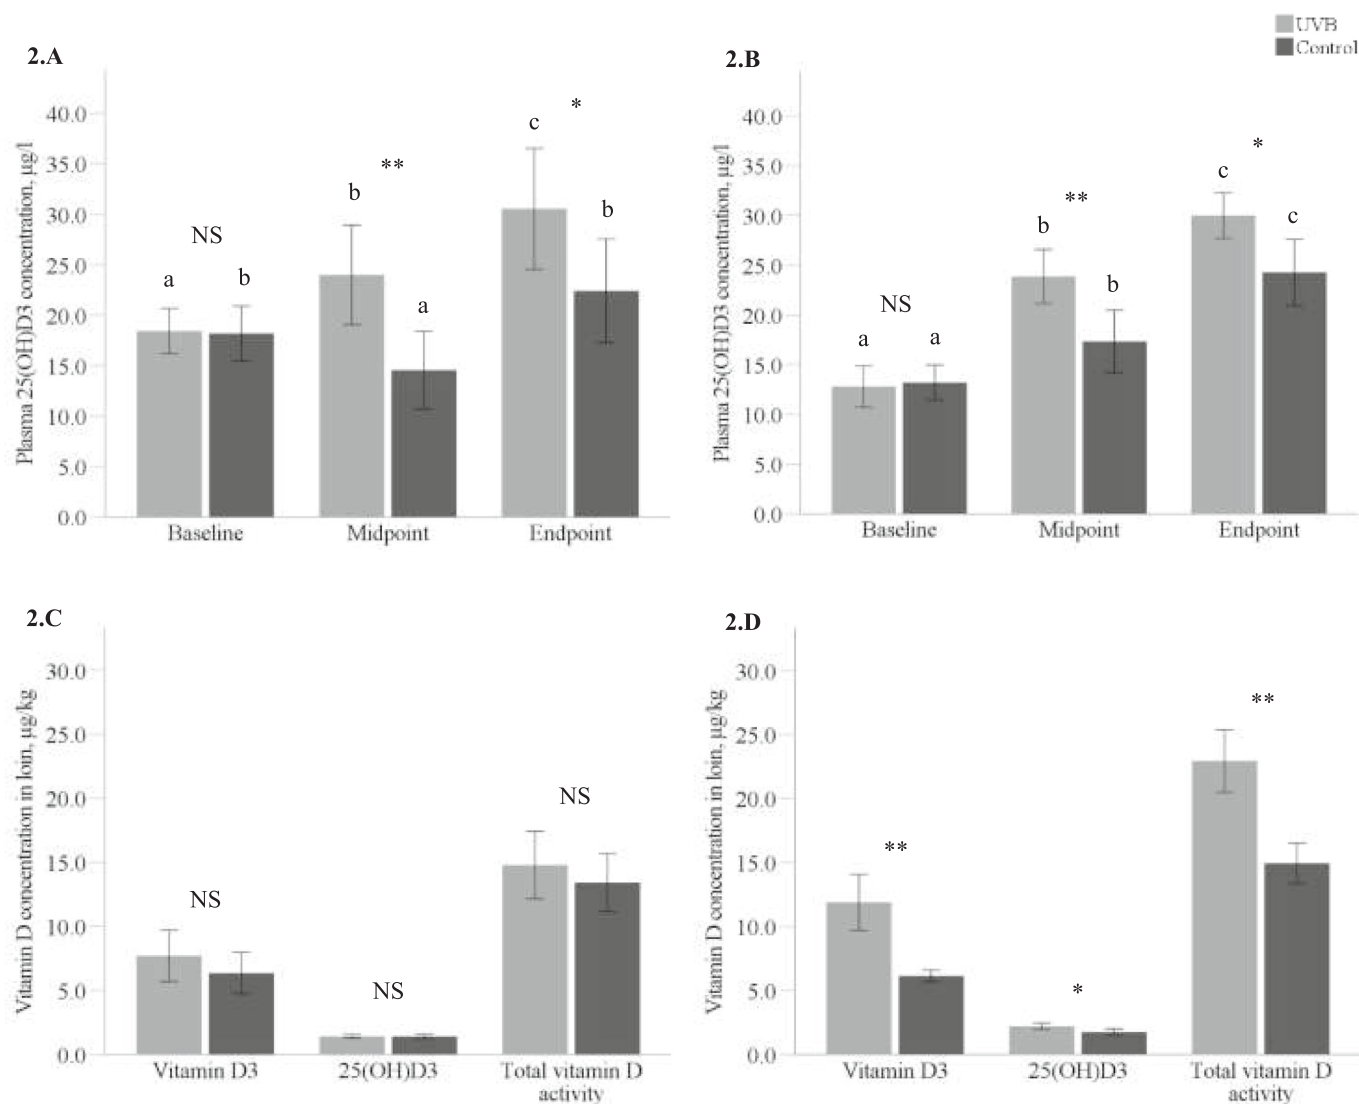 UVB
Control
2.A
Plasma 25(OH)D3 concentration, µg/l
40.0
35.0
30.0
25.0
20.0
15.0
10.0
5.0
0.0
NS
a
b
**
b
a
*
c
b
Baseline
Midpoint
Endpoint
2.B
Plasma 25(OH)D3 concentration, µg/l
40.0
35.0
30.0
25.0
20.0
15.0
10.0
5.0
0.0
NS
a
a
**
b
b
*
c
c
Baseline
Midpoint
Endpoint
2.C
Vitamin D concentration in loin, µg/kg
30.0
25.0
20.0
15.0
10.0
5.0
0.0
NS
NS
NS
Vitamin D3
25(OH)D3
Total vitamin D
activity
2.D
Vitamin D concentration in loin, µg/kg
30.0
25.0
20.0
15.0
10.0
5.0
0.0
**
*
**
Vitamin D3
25(OH)D3
Total vitamin D
activity